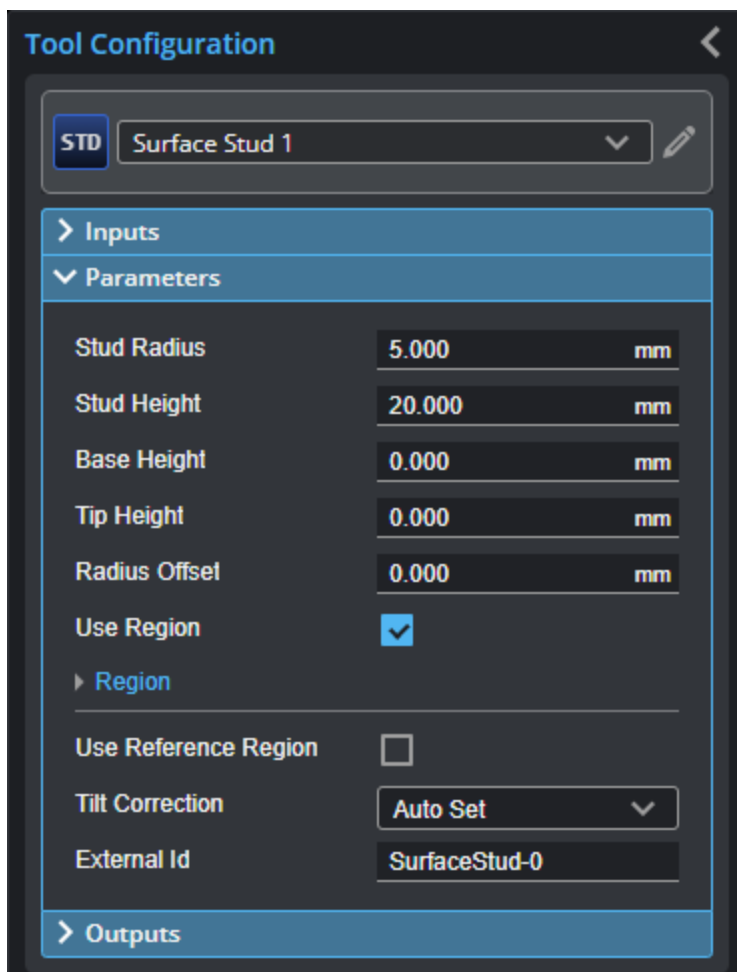 Tool Configuration
STD Surface Stud 1
Inputs
Parameters
Stud Radius 5.000 mm
Stud Height 20.000 mm
Base Height 0.000 mm
Tip Height 0.000 mm
Radius Offset 0.000 mm
Use Region
Region
Use Reference Region
Tilt Correction Auto Set
External Id SurfaceStud-0
Outputs